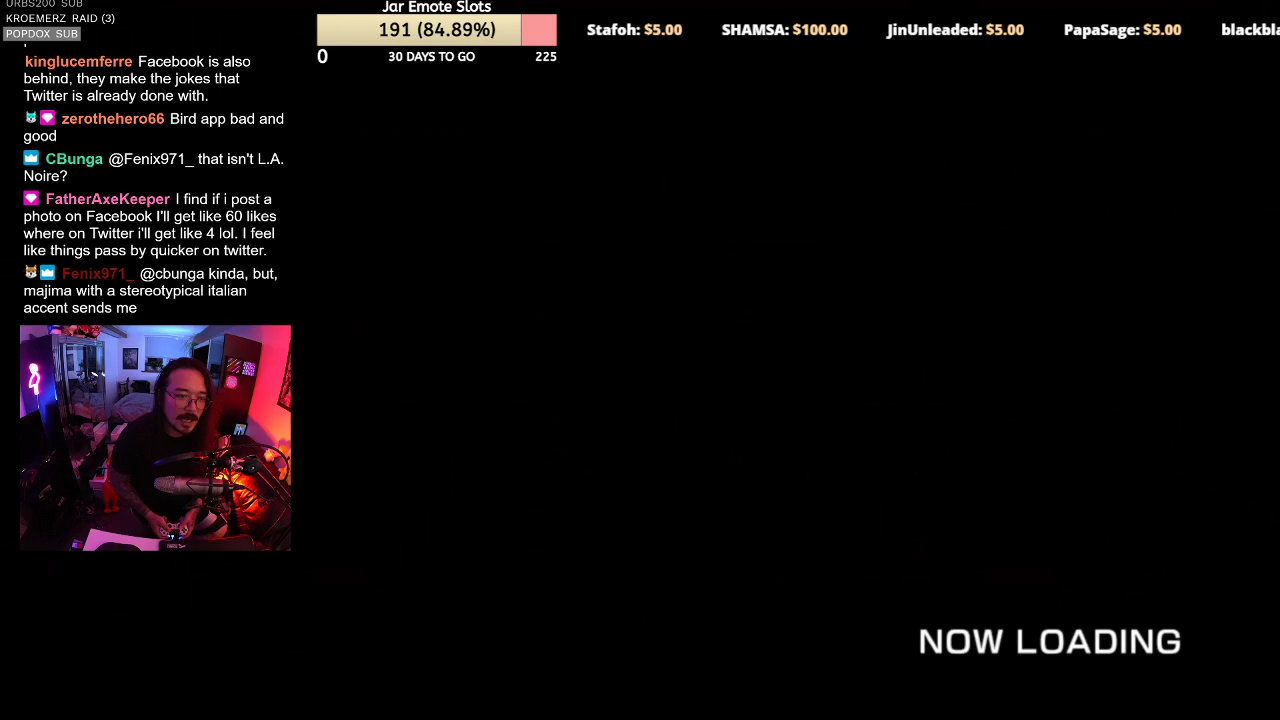 URBS200 SUB
KROEMERZ RAID (3)
POPDOX SUB
kinglucemferre Facebook is also
behind, they make the jokes that
Twitter is already done with.
zerothehero66 Bird app bad and
good
CBunga @Fenix971_ that isn't L.A.
Noire?
FatherAxeKeeper I find if i post a
photo on Facebook I'll get like 60 likes
where on Twitter i'll get like 4 lol. I feel
like things pass by quicker on twitter.
Fenix971_ @cbunga kinda, but,
majima with a stereotypical italian
accent sends me
Jar Emote Slots
191 (84.89%)
0 30 DAYS TO GO 225
Stafoh: $5.00 SHAMSA: $100.00 JinUnleaded: $5.00 PapaSage: $5.00 blackbla
NOW LOADING